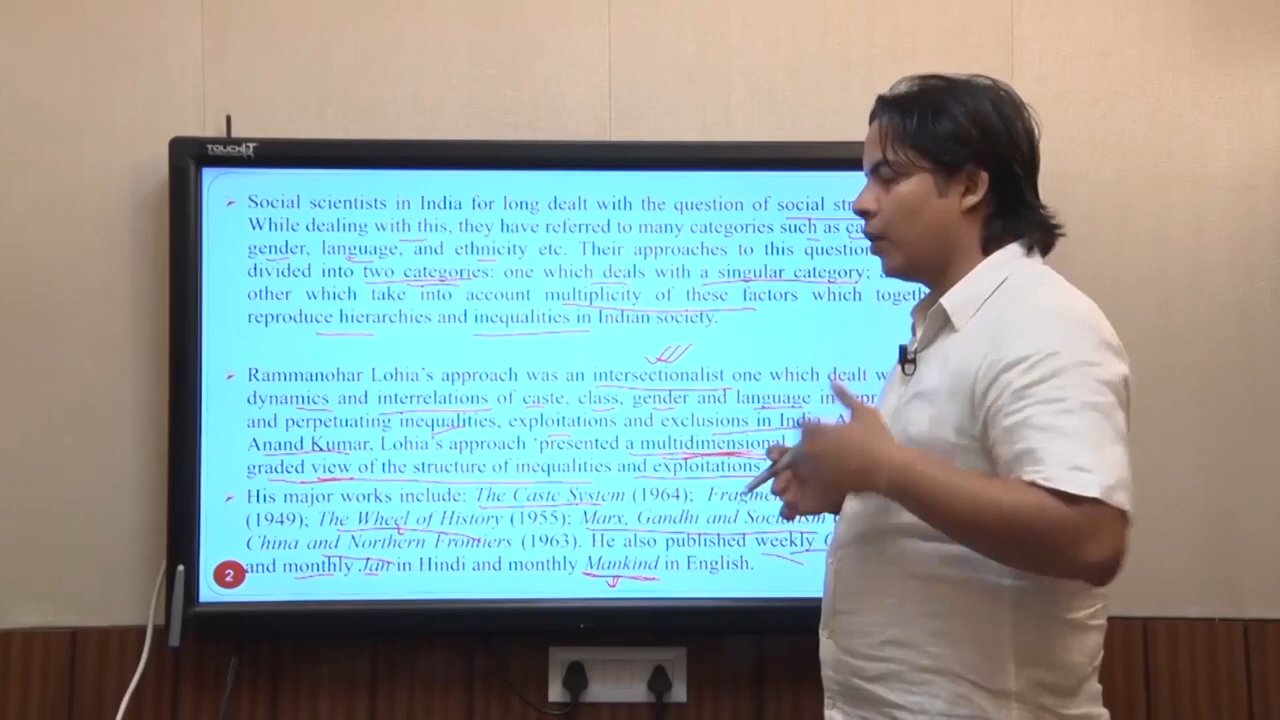 TOUCHIT
➢ Social scientists in India for long dealt with the question of social
While dealing with this, they have referred to many categories such as
gender, language, and ethnicity etc. Their approaches to this question
divided into two categories: one which deals with a singular category;
other which take into account multiplicity of these factors which
reproduce hierarchies and inequalities in Indian society.
➢ Rammanohar Lohia's approach was an intersectionalist one which dealt
dynamics and interrelations of caste, class, gender and language in
and perpetuating inequalities, exploitations and exclusions in India.
Anand Kumar, Lohia's approach 'presented a multidimensional
graded view of the structure of inequalities and exploitations
➢ His major works include: The Caste System (1964);
(1949); The Wheel of History (1955); Marx, Gandhi and Socialism
China and Northern Frontiers (1963). He also published weekly
and monthly Jan in Hindi and monthly Mankind in English.
2